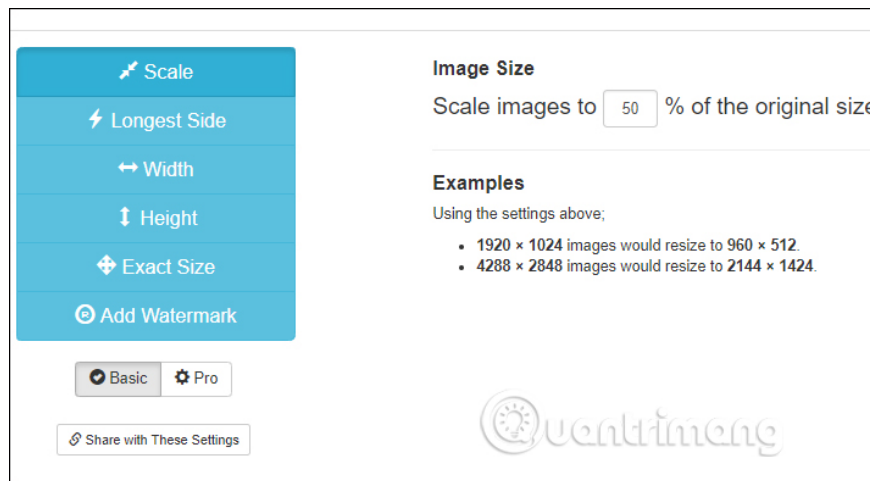 Scale
Longest Side
Width
Height
Exact Size
Add Watermark
Basic
Pro
Share with These Settings
Image Size
Scale images to 50 % of the original size
Examples
Using the settings above;
1920 × 1024 images would resize to 960 × 512.
4288 × 2848 images would resize to 2144 × 1424.
Quantrimang